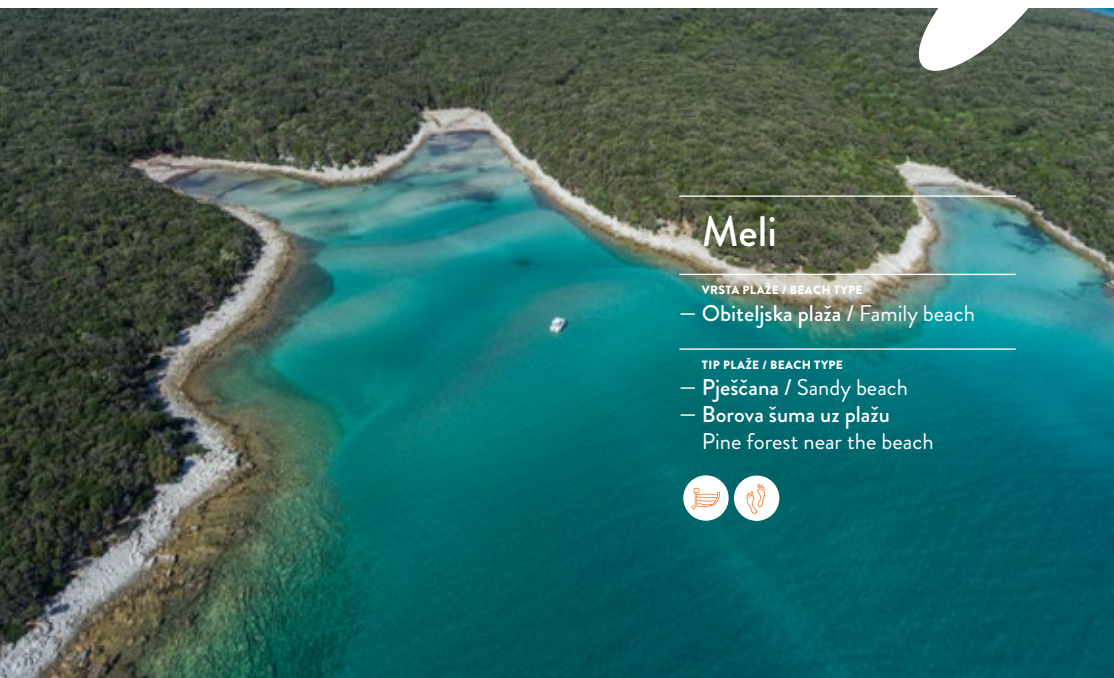 Meli
VRSTA PLAŽE / BEACH TYPE
— Obiteljska plaža / Family beach
TIP PLAŽE / BEACH TYPE
— Pješčana / Sandy beach
— Borova šuma uz plažu
Pine forest near the beach